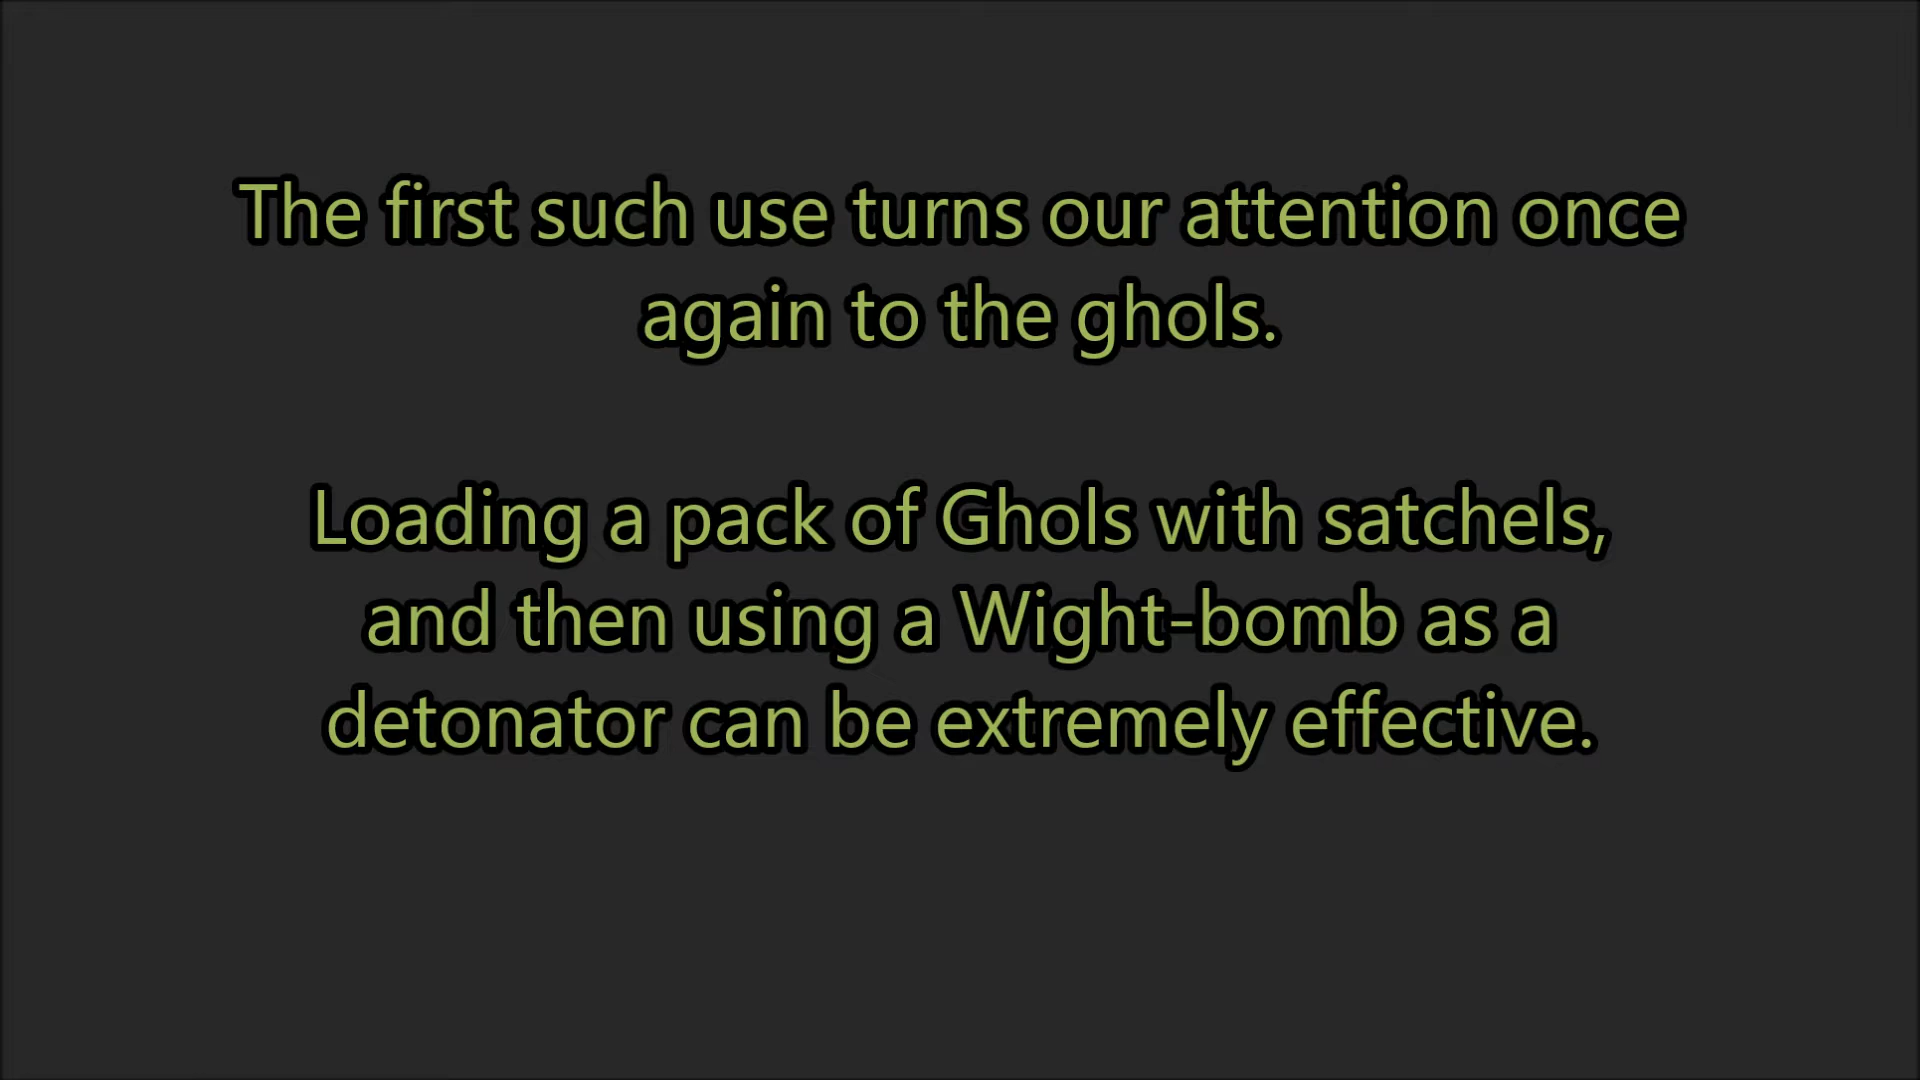 The first such use turns our attention once
again to the ghols.
Loading a pack of Ghols with satchels,
and then using a Wight-bomb as a
detonator can be extremely effective.